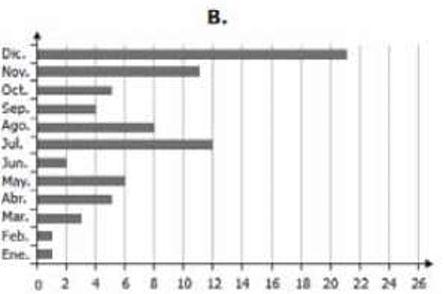 B.
Dic.
Nov.
Oct.
Sep.
Ago.
Jul.
Jun.
May.
Abr.
Mar.
Feb.
Ene.
0 2 4 6 8 10 12 14 16 18 20 22 24 26